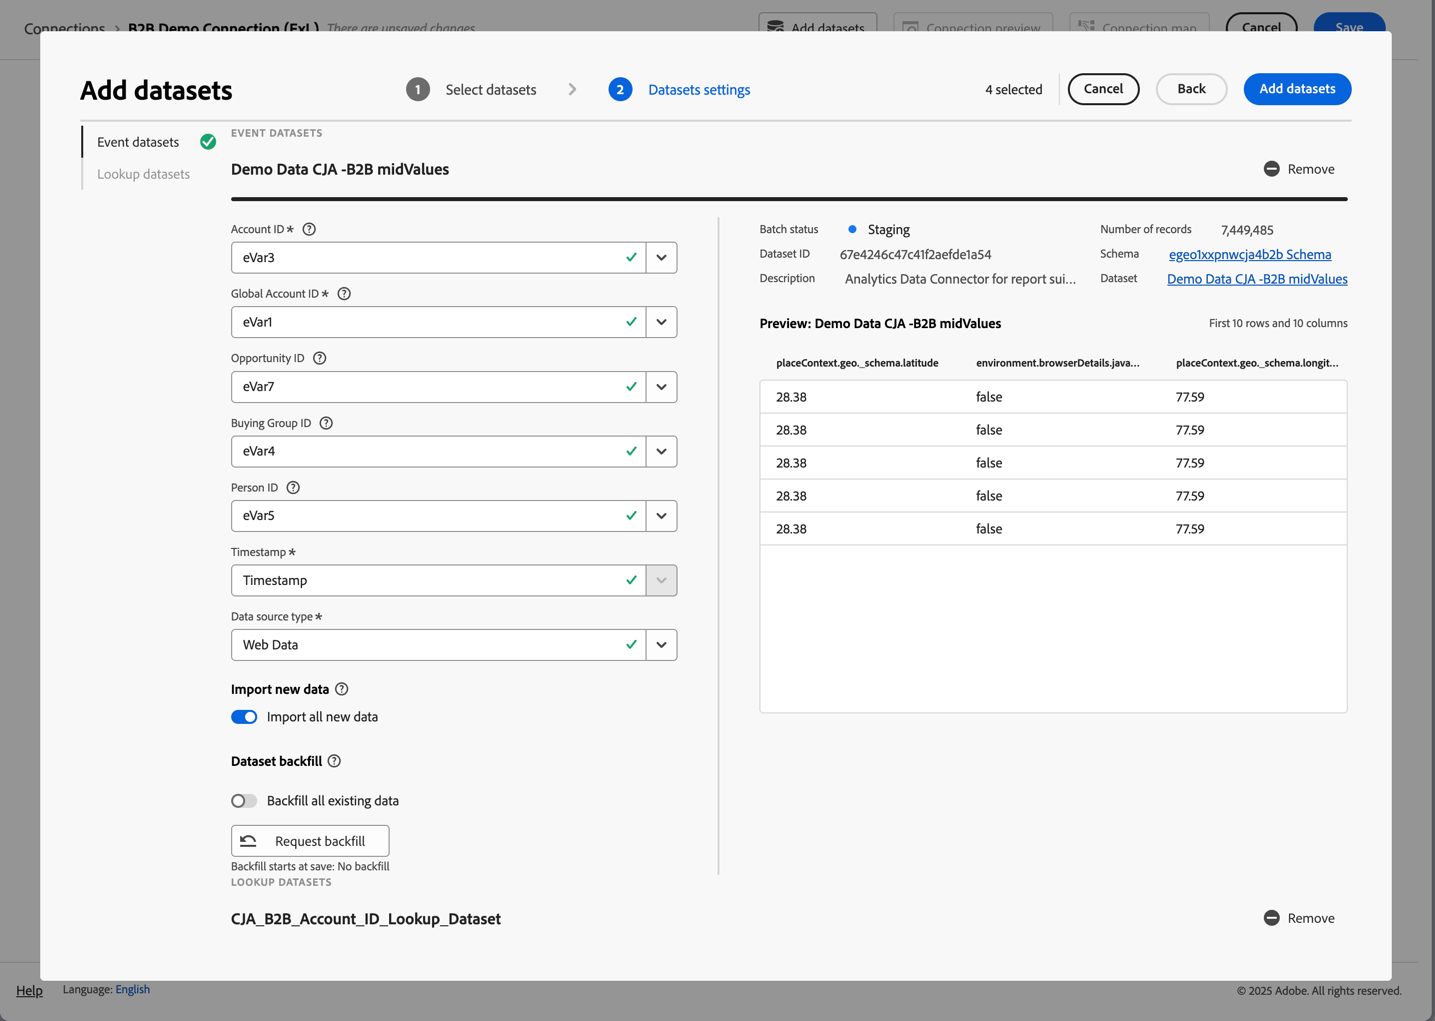 Connections > B2B Demo Connection (ExL) There are unsaved changes
Add datasets
Connection preview
Connection map
Cancel
Save
Add datasets
1 Select datasets
2 Datasets settings
4 selected
Cancel
Back
Add datasets
Event datasets
Lookup datasets
EVENT DATASETS
Demo Data CJA -B2B midValues
Remove
Account ID *
eVar3
Global Account ID *
eVar1
Opportunity ID
eVar7
Buying Group ID
eVar4
Person ID
eVar5
Timestamp *
Timestamp
Data source type *
Web Data
Import new data
Import all new data
Dataset backfill
Backfill all existing data
Request backfill
Backfill starts at save: No backfill
Batch status Staging
Number of records 7,449,485
Dataset ID 67e4246c47c41f2aefde1a54
Schema egeo1xxpnwcja4b2b Schema
Description Analytics Data Connector for report sui...
Dataset Demo Data CJA -B2B midValues
Preview: Demo Data CJA -B2B midValues
First 10 rows and 10 columns
placeContext.geo._schema.latitude environment.browserDetails.java... placeContext.geo._schema.longit...
28.38 false 77.59
28.38 false 77.59
28.38 false 77.59
28.38 false 77.59
28.38 false 77.59
LOOKUP DATASETS
CJA_B2B_Account_ID_Lookup_Dataset
Remove
Help
Language: English
© 2025 Adobe. All rights reserved.